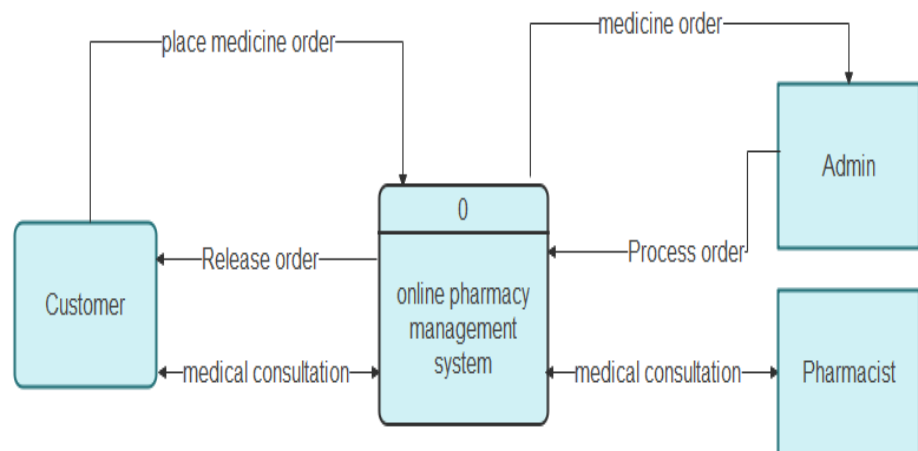 place medicine order
medicine order
Admin
0
Customer
Release order
online pharmacy
management
system
Process order
medical consultation
medical consultation
Pharmacist